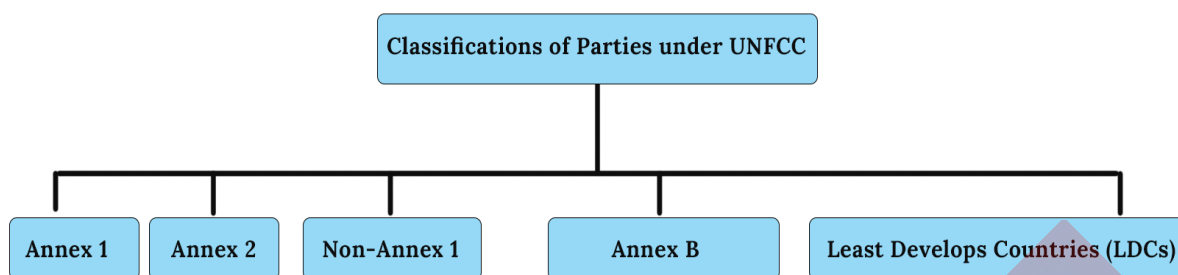 Classifications of Parties under UNFCC
Annex 1
Annex 2
Non-Annex 1
Annex B
Least Develops Countries (LDCs)